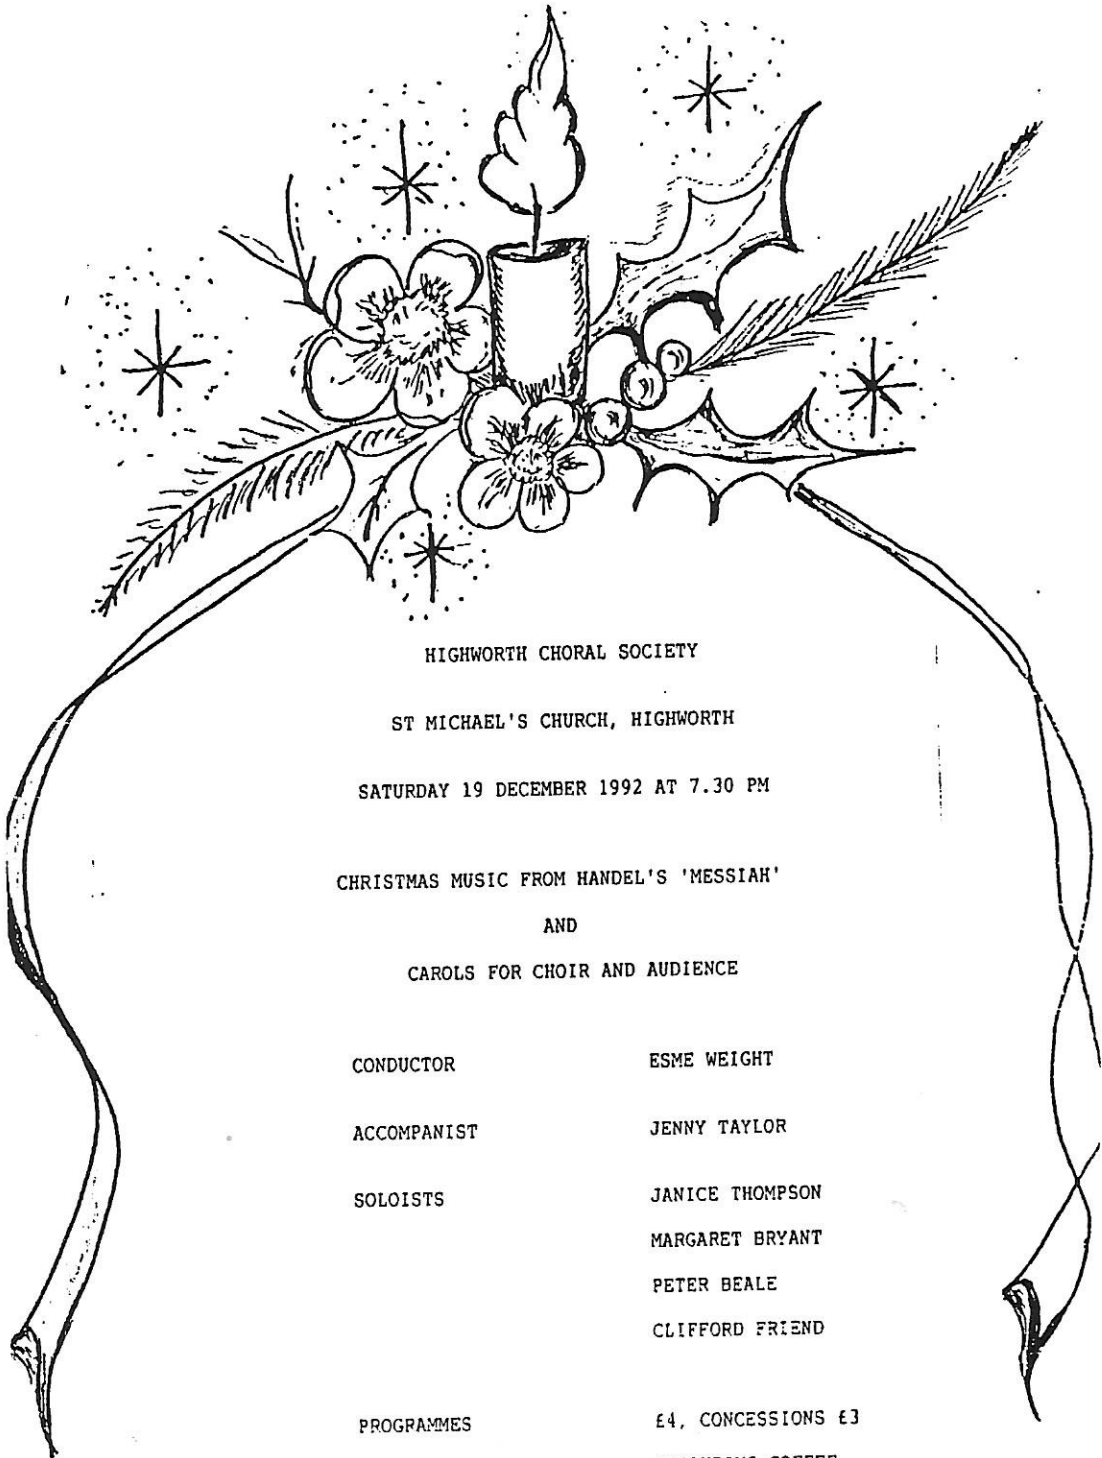 HIGHWORTH CHORAL SOCIETY
ST MICHAEL'S CHURCH, HIGHWORTH
SATURDAY 19 DECEMBER 1992 AT 7.30 PM
CHRISTMAS MUSIC FROM HANDEL'S 'MESSIAH'
AND
CAROLS FOR CHOIR AND AUDIENCE
CONDUCTOR ESME WEIGHT
ACCOMPANIST JENNY TAYLOR
SOLOISTS JANICE THOMPSON
MARGARET BRYANT
PETER BEALE
CLIFFORD FRIEND
PROGRAMMES £4, CONCESSIONS £3